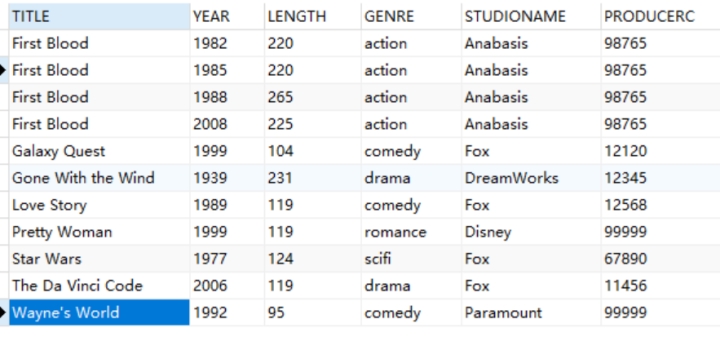 TITLE YEAR LENGTH GENRE STUDIONAME PRODUCERC
First Blood 1982 220 action Anabasis 98765
First Blood 1985 220 action Anabasis 98765
First Blood 1988 265 action Anabasis 98765
First Blood 2008 225 action Anabasis 98765
Galaxy Quest 1999 104 comedy Fox 12120
Gone With the Wind 1939 231 drama DreamWorks 12345
Love Story 1989 119 comedy Fox 12568
Pretty Woman 1999 119 romance Disney 99999
Star Wars 1977 124 scifi Fox 67890
The Da Vinci Code 2006 119 drama Fox 11456
Wayne's World 1992 95 comedy Paramount 99999